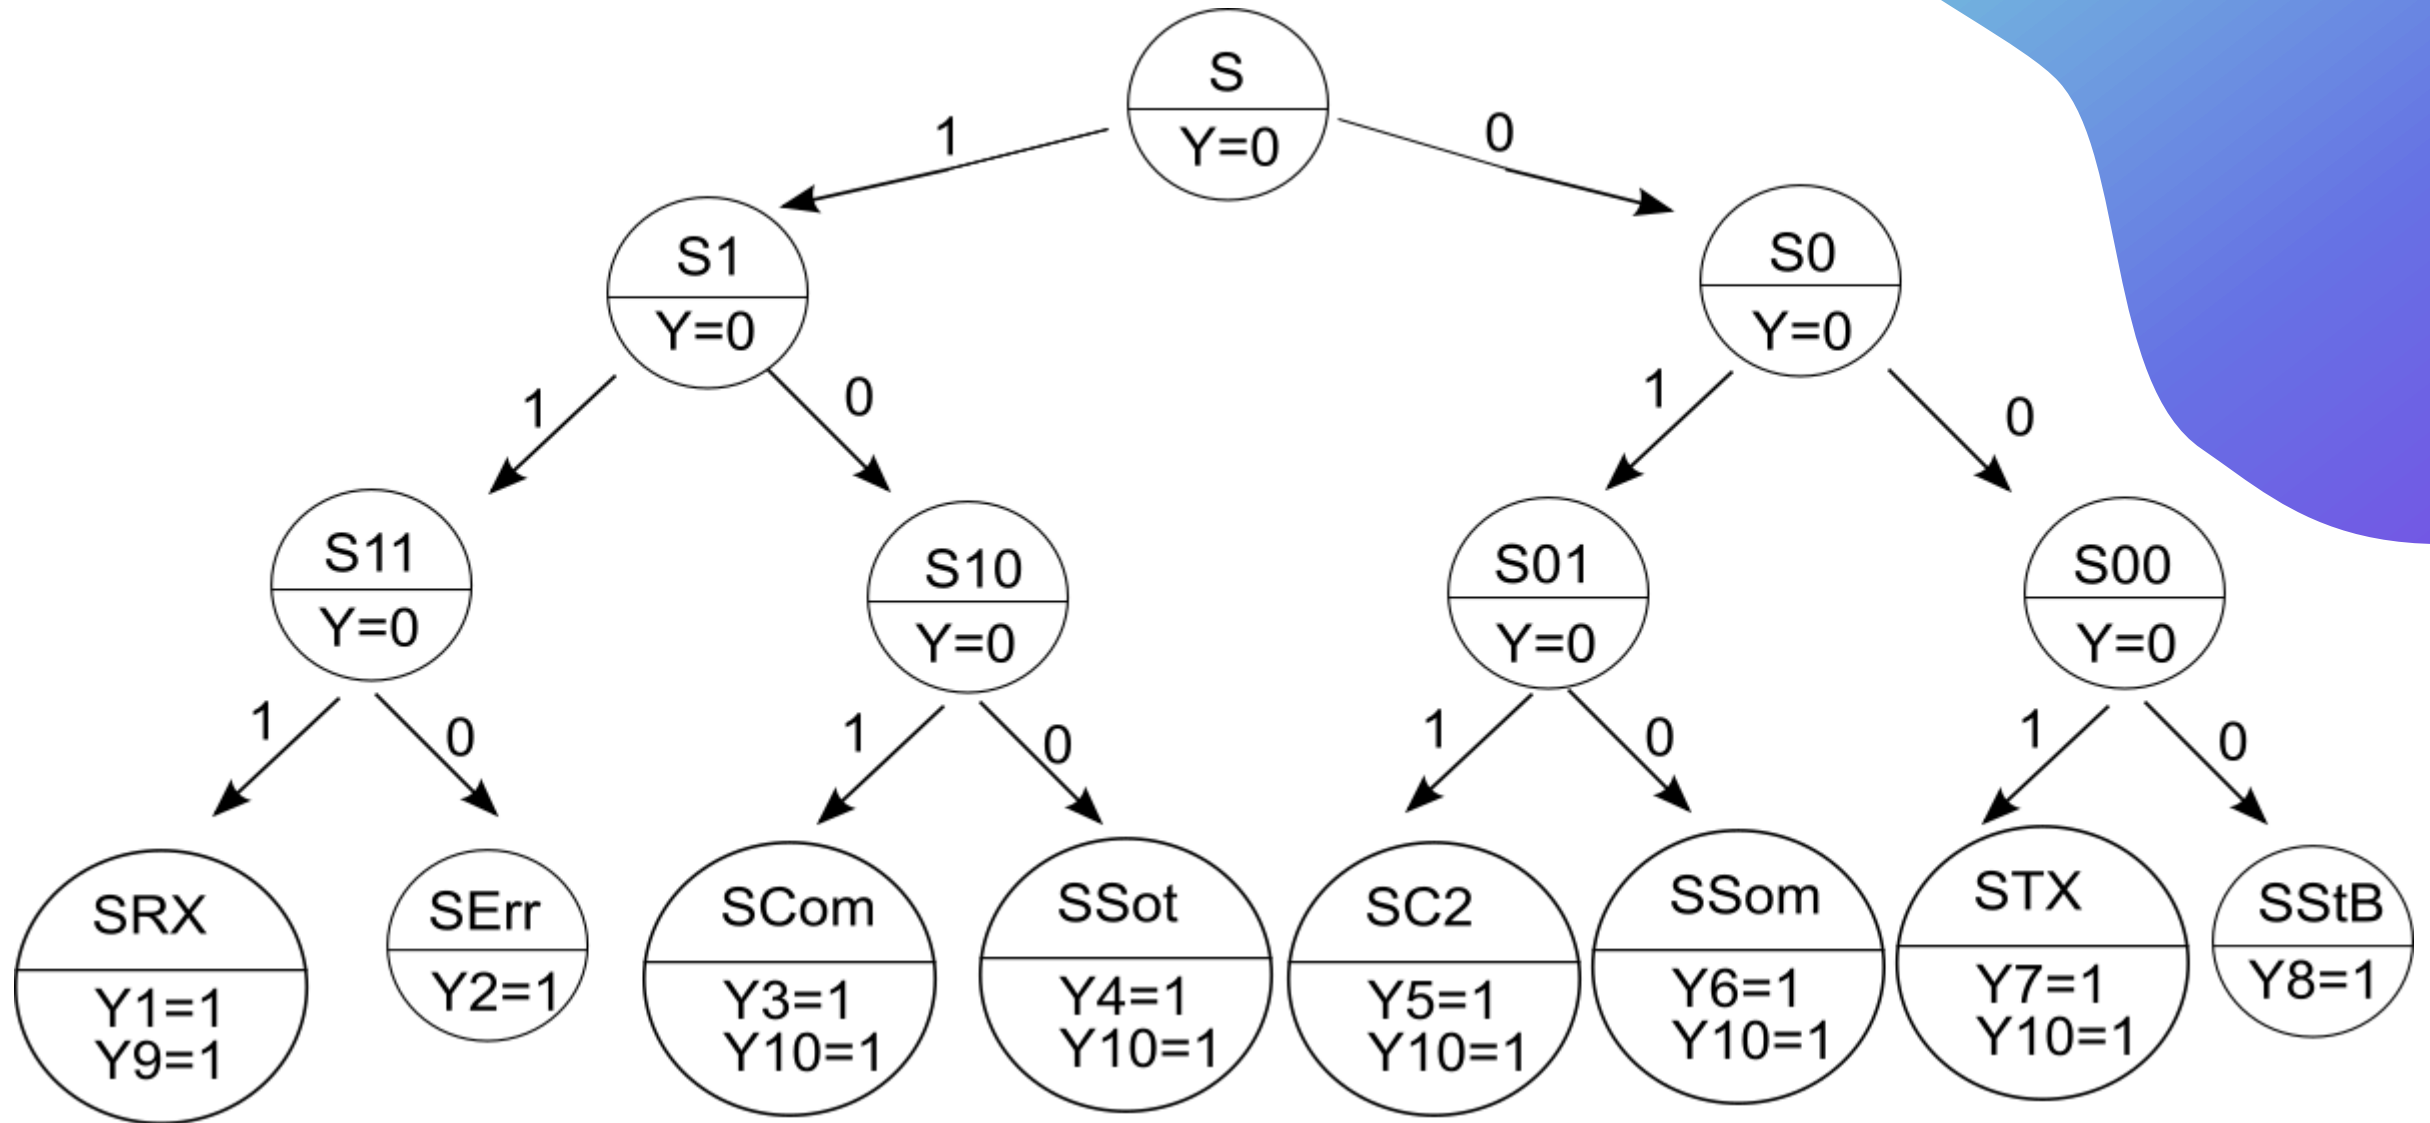 S
Y=0
1
0
S1
Y=0
S0
Y=0
1
0
1
0
S11
Y=0
S10
Y=0
S01
Y=0
S00
Y=0
1
0
1
0
1
0
1
0
SRX
Y1=1
Y9=1
SErr
Y2=1
SCom
Y3=1
Y10=1
SSot
Y4=1
Y10=1
SC2
Y5=1
Y10=1
SSom
Y6=1
Y10=1
STX
Y7=1
Y10=1
SStB
Y8=1